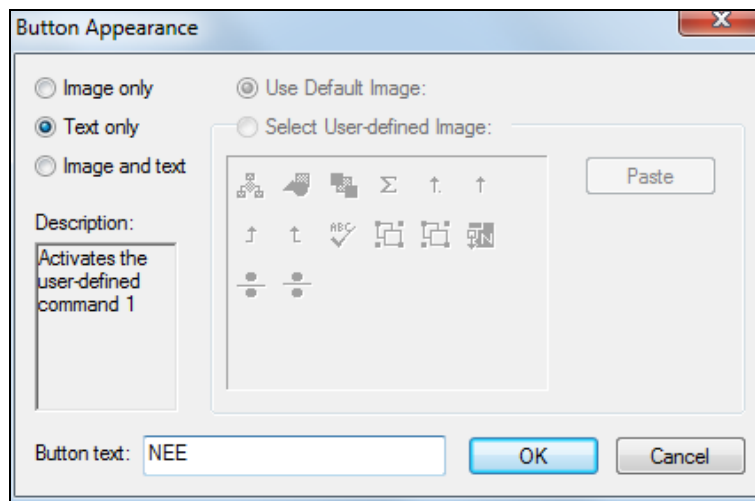 Button Appearance
Image only
Text only
Image and text
Use Default Image:
Select User-defined Image:
Σ
ABC
N
Paste
Description:
Activates the
user-defined
command 1
Button text:
NEE
OK
Cancel